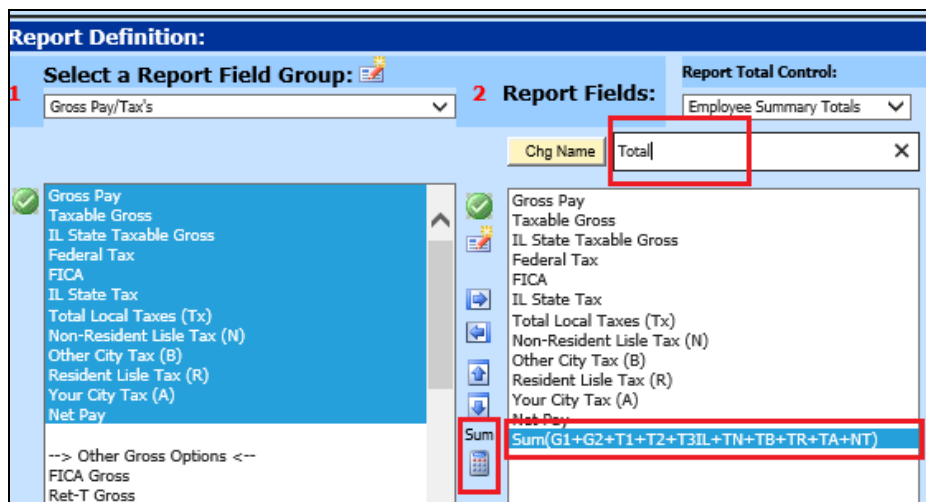 Report Definition:
1 Select a Report Field Group:
Gross Pay/Tax's
2 Report Fields:
Report Total Control:
Employee Summary Totals
Chg Name Total
Gross Pay
Taxable Gross
IL State Taxable Gross
Federal Tax
FICA
IL State Tax
Total Local Taxes (Tx)
Non-Resident Lisle Tax (N)
Other City Tax (B)
Resident Lisle Tax (R)
Your City Tax (A)
Net Pay
--> Other Gross Options <--
FICA Gross
Ret-T Gross
Sum
Gross Pay
Taxable Gross
IL State Taxable Gross
Federal Tax
FICA
IL State Tax
Total Local Taxes (Tx)
Non-Resident Lisle Tax (N)
Other City Tax (B)
Resident Lisle Tax (R)
Your City Tax (A)
Net Pay
Sum(G1+G2+T1+T2+T3IL+TN+TB+TR+TA+NT)